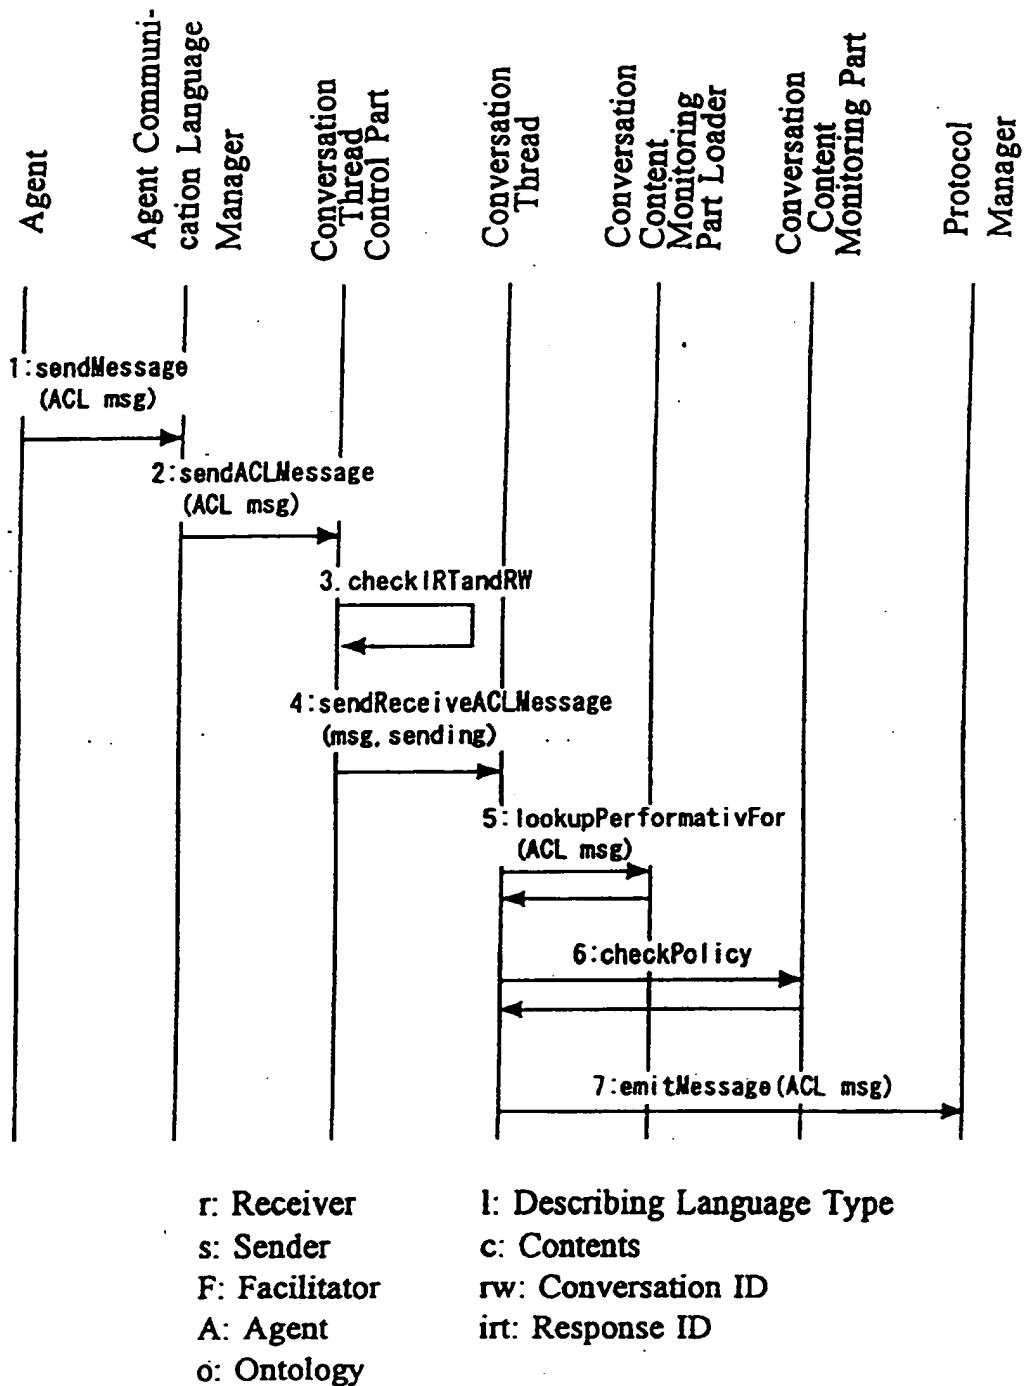 Agent
Agent Communi-
cation Language
Manager
Conversation
Thread
Control Part
Conversation
Thread
Conversation
Content
Monitoring
Part Loader
Conversation
Content
Monitoring Part
Protocol
Manager
1:sendMessage
(ACL msg)
2:sendACLMessage
(ACL msg)
3.checkIRTandRW
4:sendReceiveACLMessage
(msg, sending)
5:lookupPerformativFor
(ACL msg)
6:checkPolicy
7:emitMessage(ACL msg)
r: Receiver
s: Sender
F: Facilitator
A: Agent
o: Ontology
l: Describing Language Type
c: Contents
rw: Conversation ID
irt: Response ID